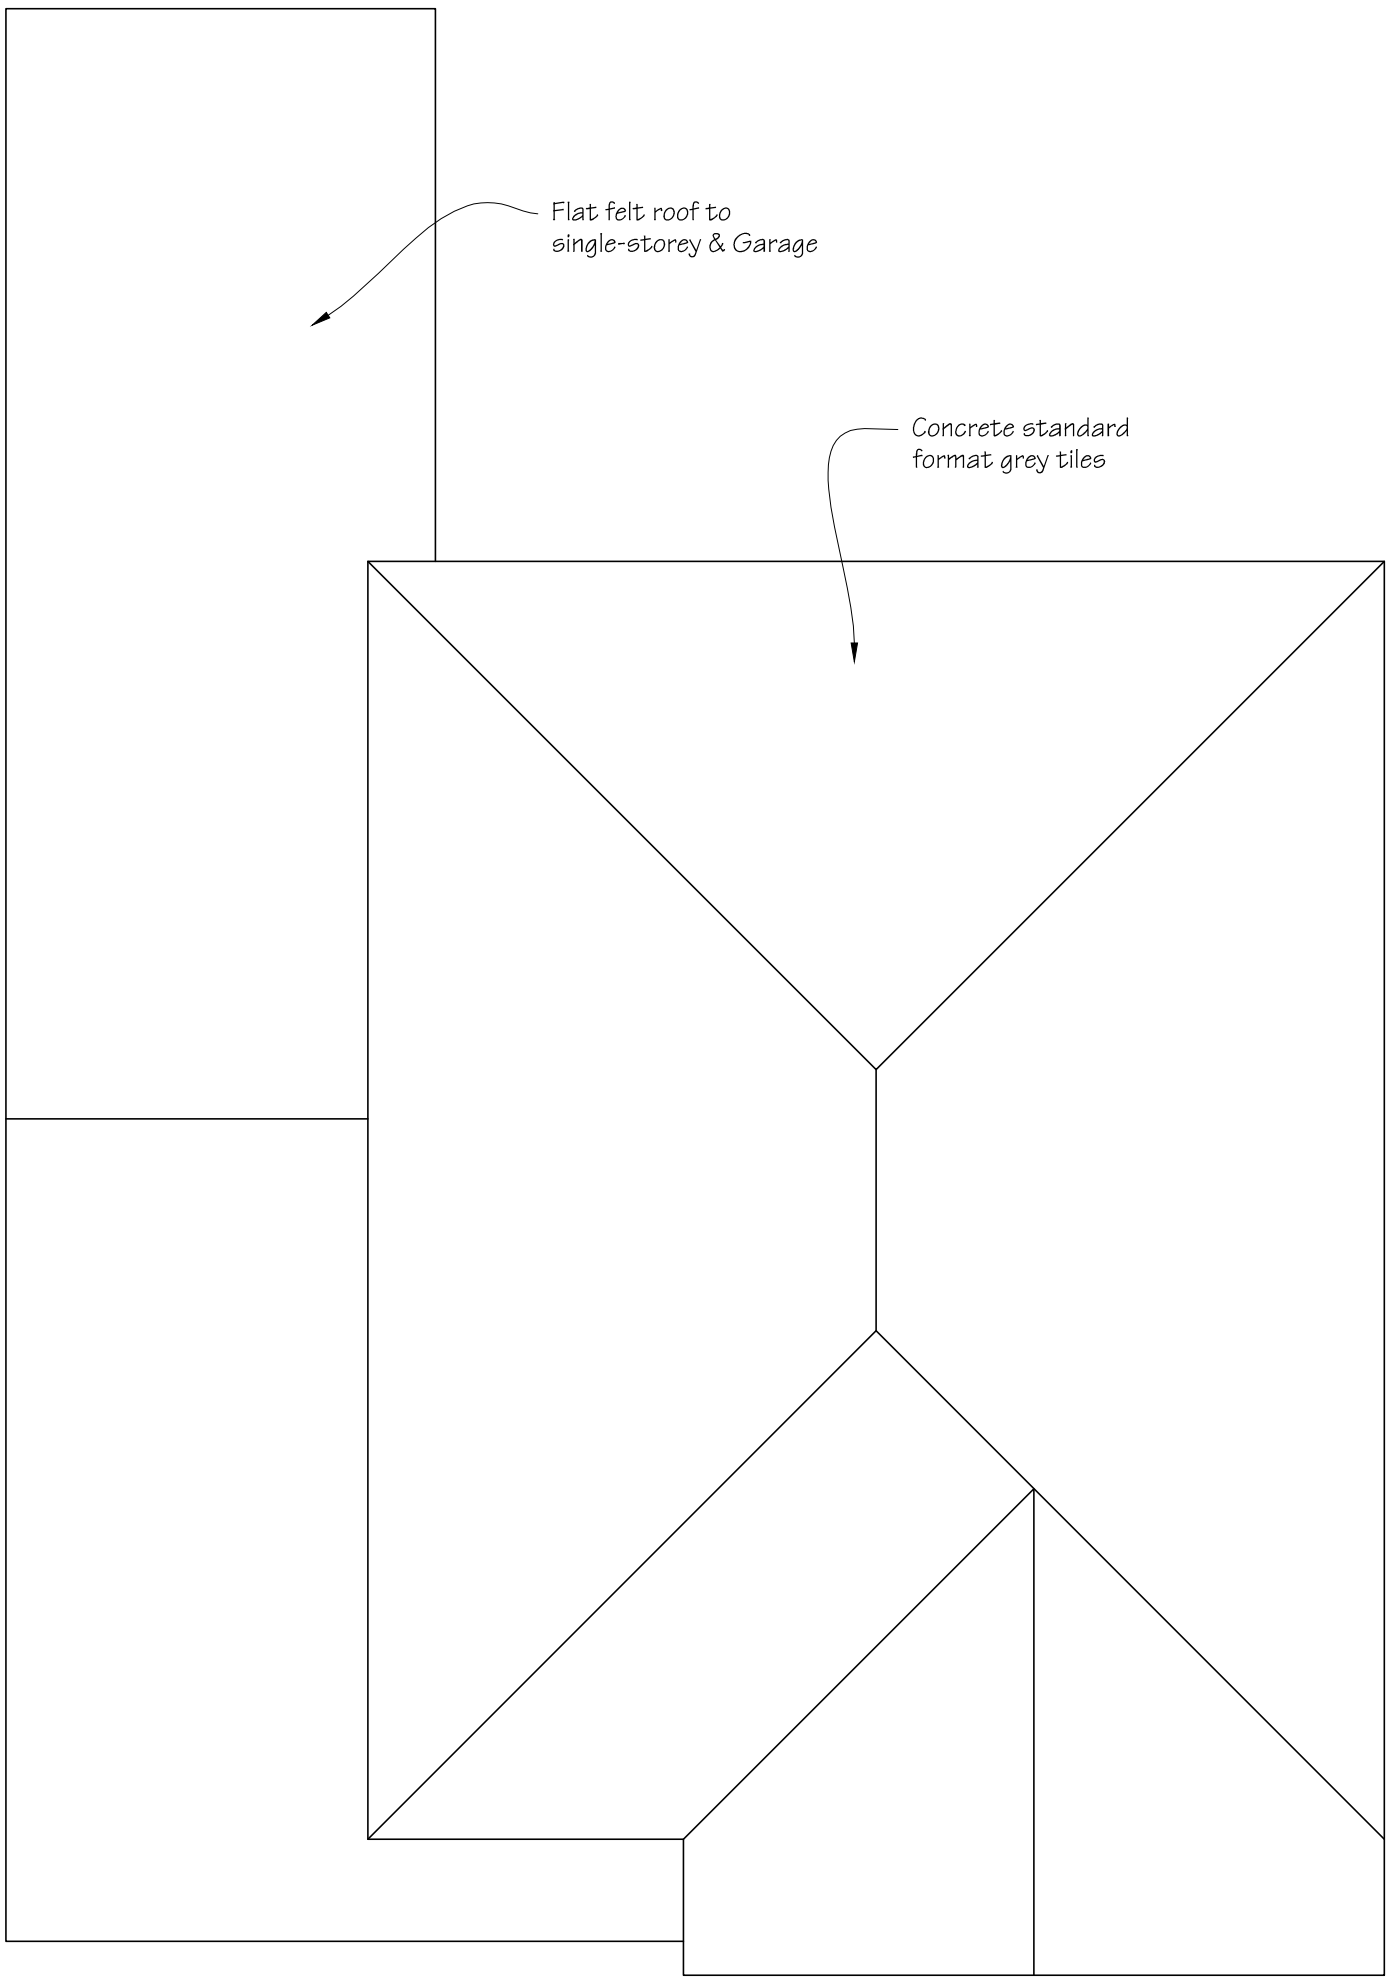 Flat felt roof to
single-storey & Garage
Concrete standard
format grey tiles